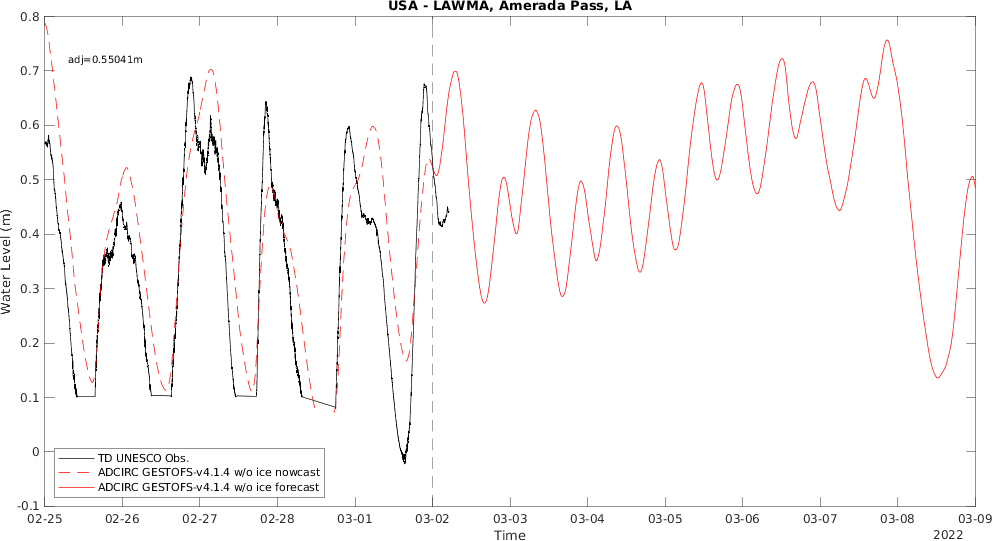 USA - LAWMA, Amerada Pass, LA
adj=0.55041m
Water Level (m)
0.8
0.7
0.6
0.5
0.4
0.3
0.2
0.1
0
-0.1
TD UNESCO Obs.
ADCIRC GESTOFS-v4.1.4 w/o ice nowcast
ADCIRC GESTOFS-v4.1.4 w/o ice forecast
02-25 02-26 02-27 02-28 03-01 03-02 03-03 03-04 03-05 03-06 03-07 03-08 03-09
Time
2022